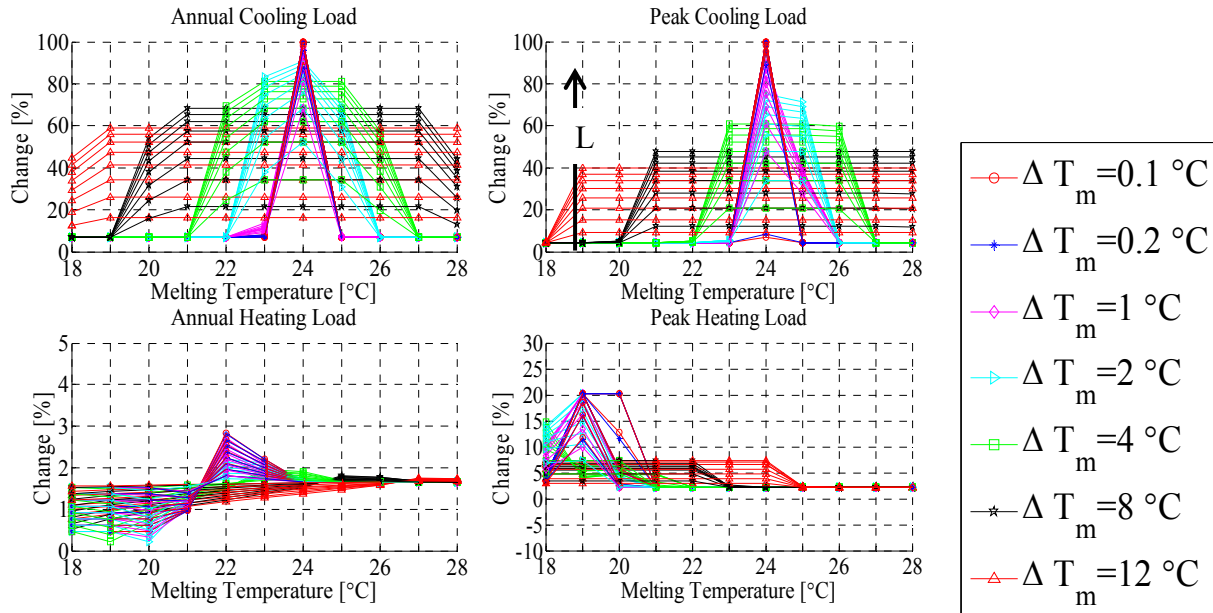 Annual Cooling Load
Change [%]
100
80
60
40
20
0
18 20 22 24 26 28
Melting Temperature [°C]
Peak Cooling Load
Change [%]
100
80
60
40
20
0
L
18 20 22 24 26 28
Melting Temperature [°C]
Annual Heating Load
Change [%]
5
4
3
2
1
0
18 20 22 24 26 28
Melting Temperature [°C]
Peak Heating Load
Change [%]
30
25
20
15
10
5
0
-5
-10
18 20 22 24 26 28
Melting Temperature [°C]
Δ Tm=0.1 °C
Δ Tm=0.2 °C
Δ Tm=1 °C
Δ Tm=2 °C
Δ Tm=4 °C
Δ Tm=8 °C
Δ Tm=12 °C